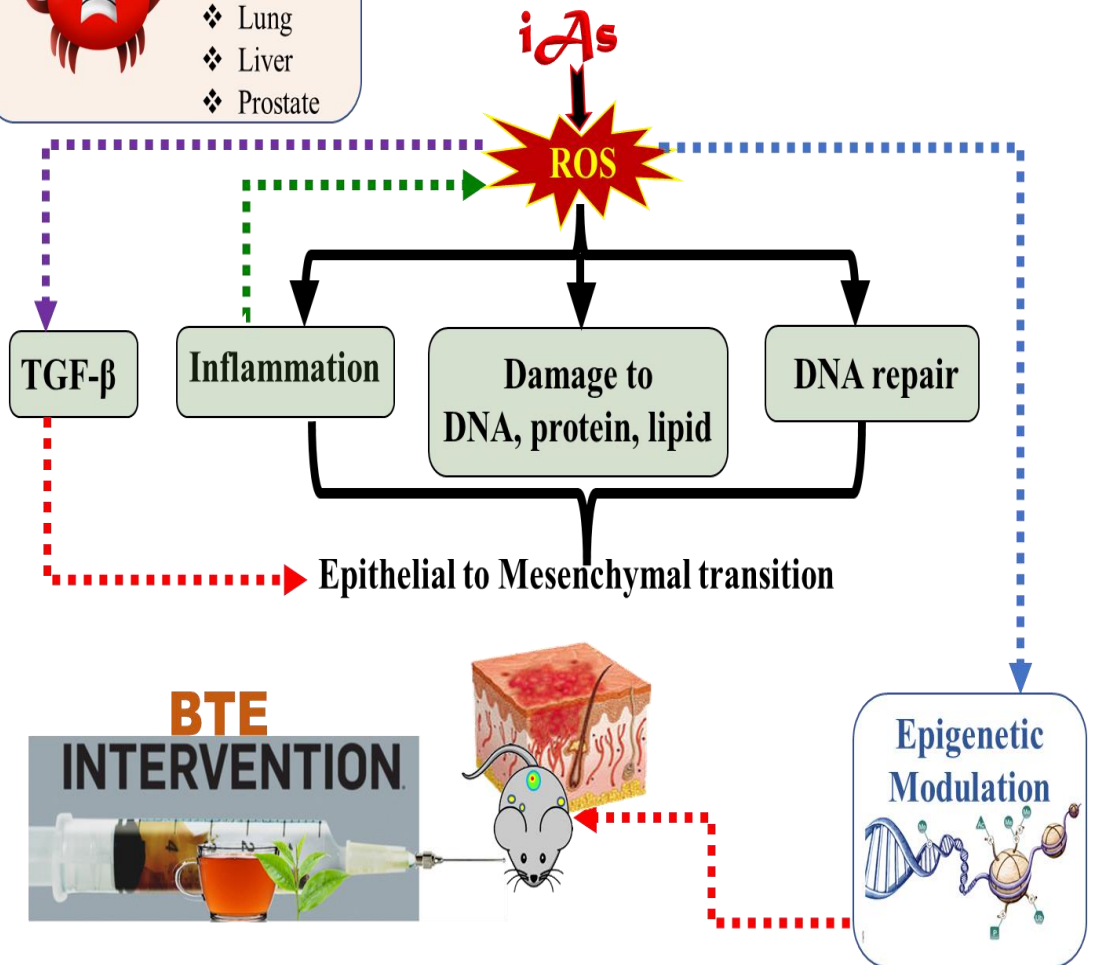 ❖ Lung
❖ Liver
❖ Prostate
iAs
ROS
TGF-β
Inflammation
Damage to
DNA, protein, lipid
DNA repair
Epithelial to Mesenchymal transition
BTE
INTERVENTION
Epigenetic
Modulation